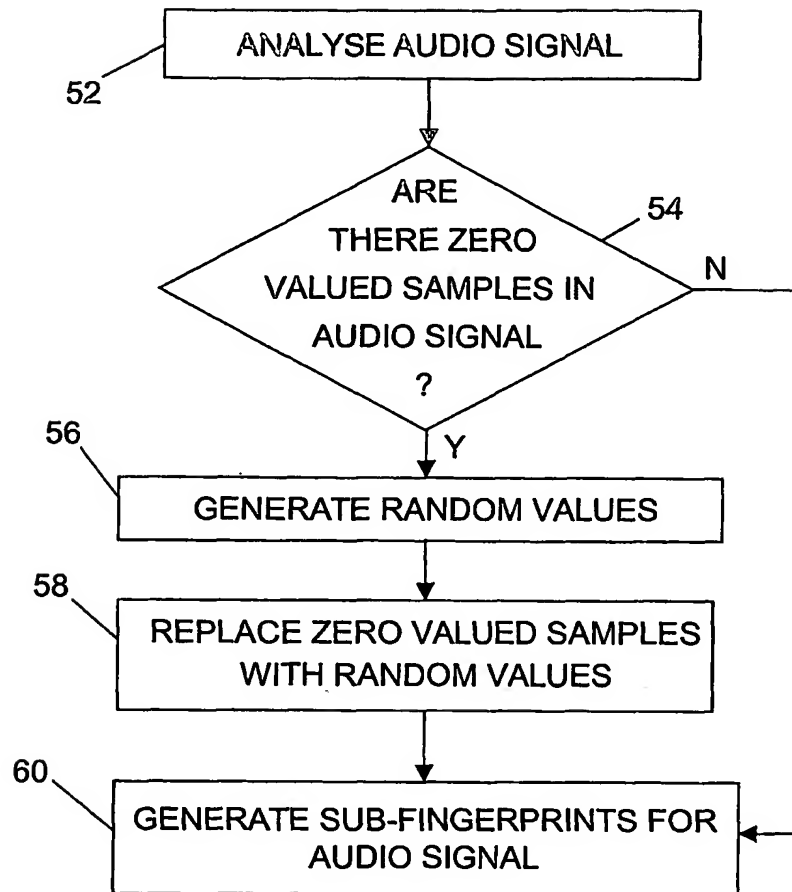 ANALYSE AUDIO SIGNAL
52
ARE
54
THERE ZERO
VALUED SAMPLES IN
N
AUDIO SIGNAL
?
56
Y
GENERATE RANDOM VALUES
58
REPLACE ZERO VALUED SAMPLES
WITH RANDOM VALUES
60
GENERATE SUB-FINGERPRINTS FOR
AUDIO SIGNAL